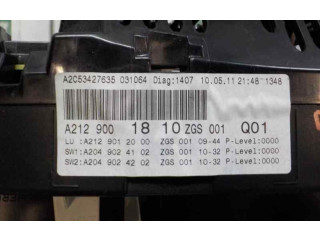 A2C53427635 031064 Diag:1407 10.05.11 21:48 1348
A212 900 18 10 ZGS 001 Q01
LU :A212 901 20 00 ZGS 001 09-44 P-Level:0000
SW1:A204 902 41 02 ZGS 001 10-32 P-Level:0000
SW2:A204 902 42 02 ZGS 001 10-32 P-Level:0000